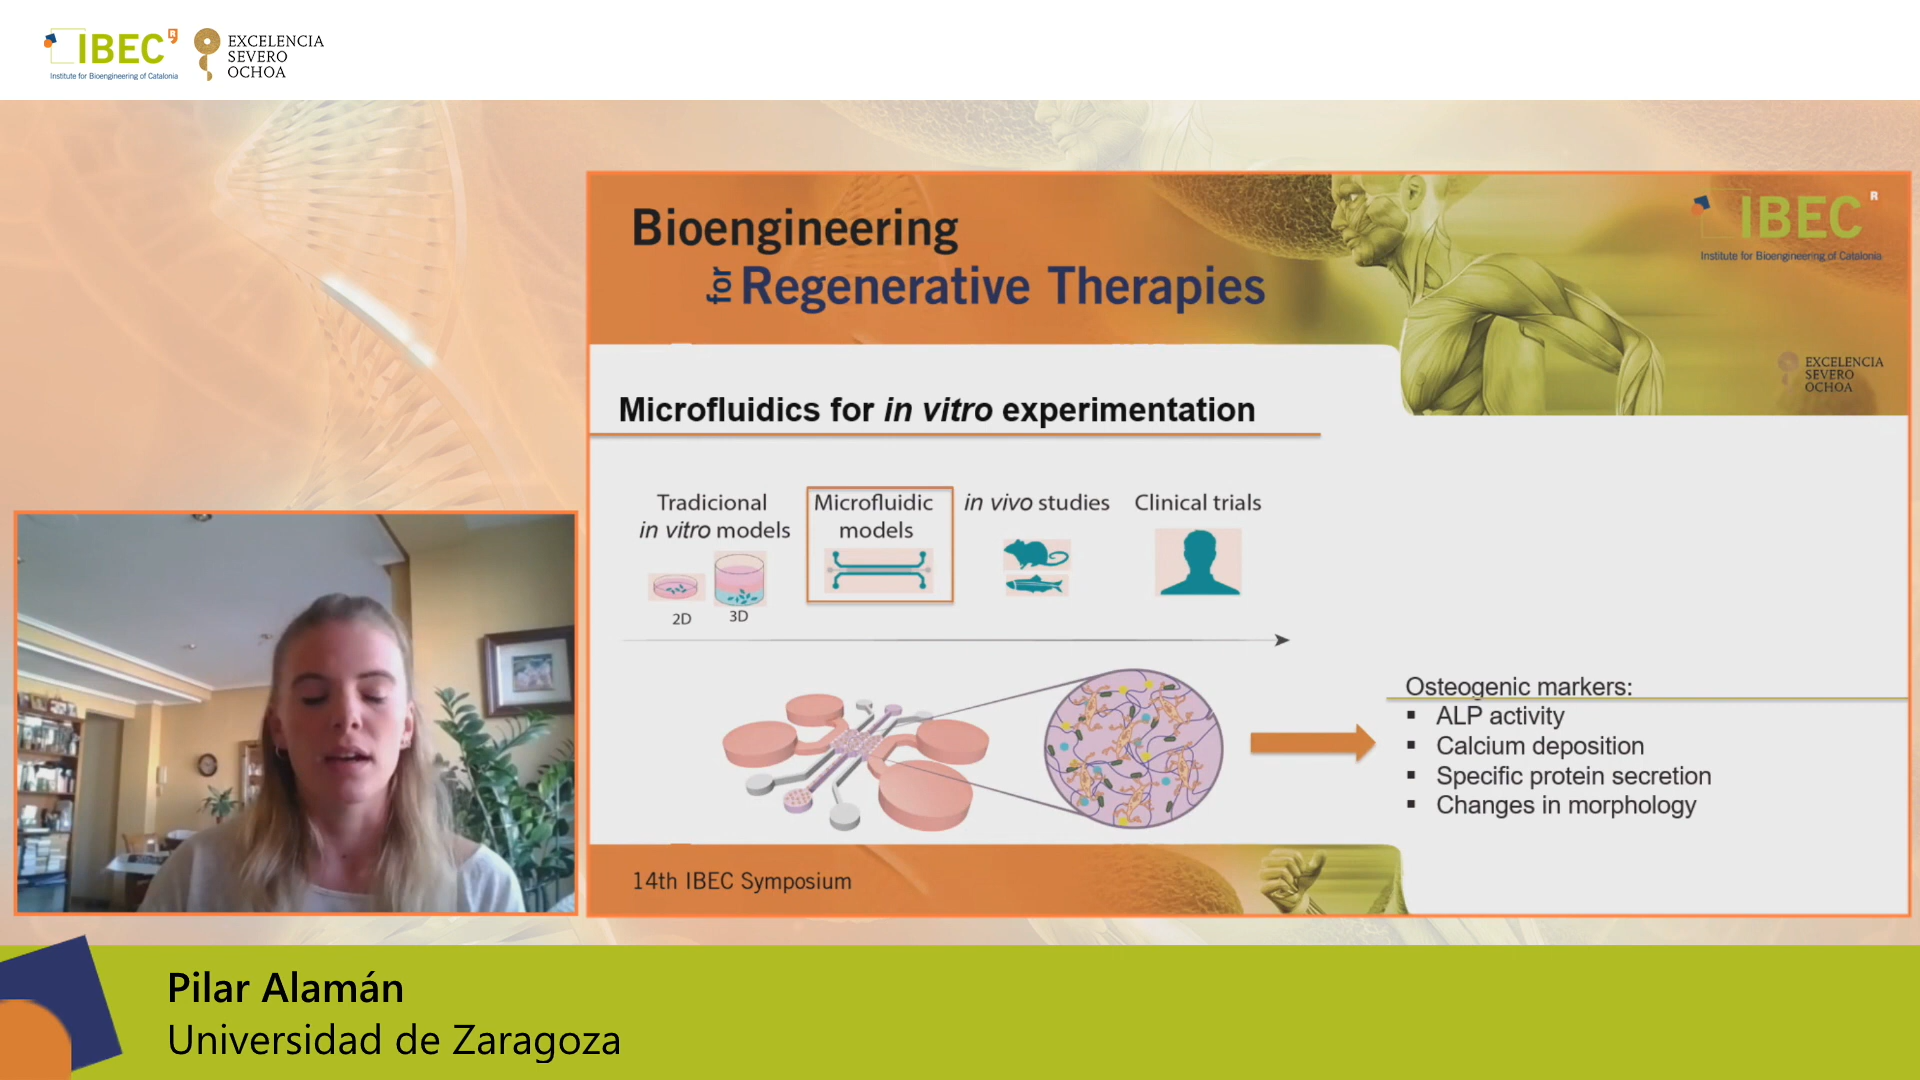 IBEC R
Institute for Bioengineering of Catalonia
EXCELENCIA
SEVERO
OCHOA
Bioengineering
for Regenerative Therapies
IBEC R
Institute for Bioengineering of Catalonia
EXCELENCIA
SEVERO
OCHOA
Microfluidics for in vitro experimentation
Tradicional
in vitro models
2D
3D
Microfluidic
models
in vivo studies
Clinical trials
Osteogenic markers:
▪ ALP activity
▪ Calcium deposition
▪ Specific protein secretion
▪ Changes in morphology
14th IBEC Symposium
Pilar Alamán
Universidad de Zaragoza